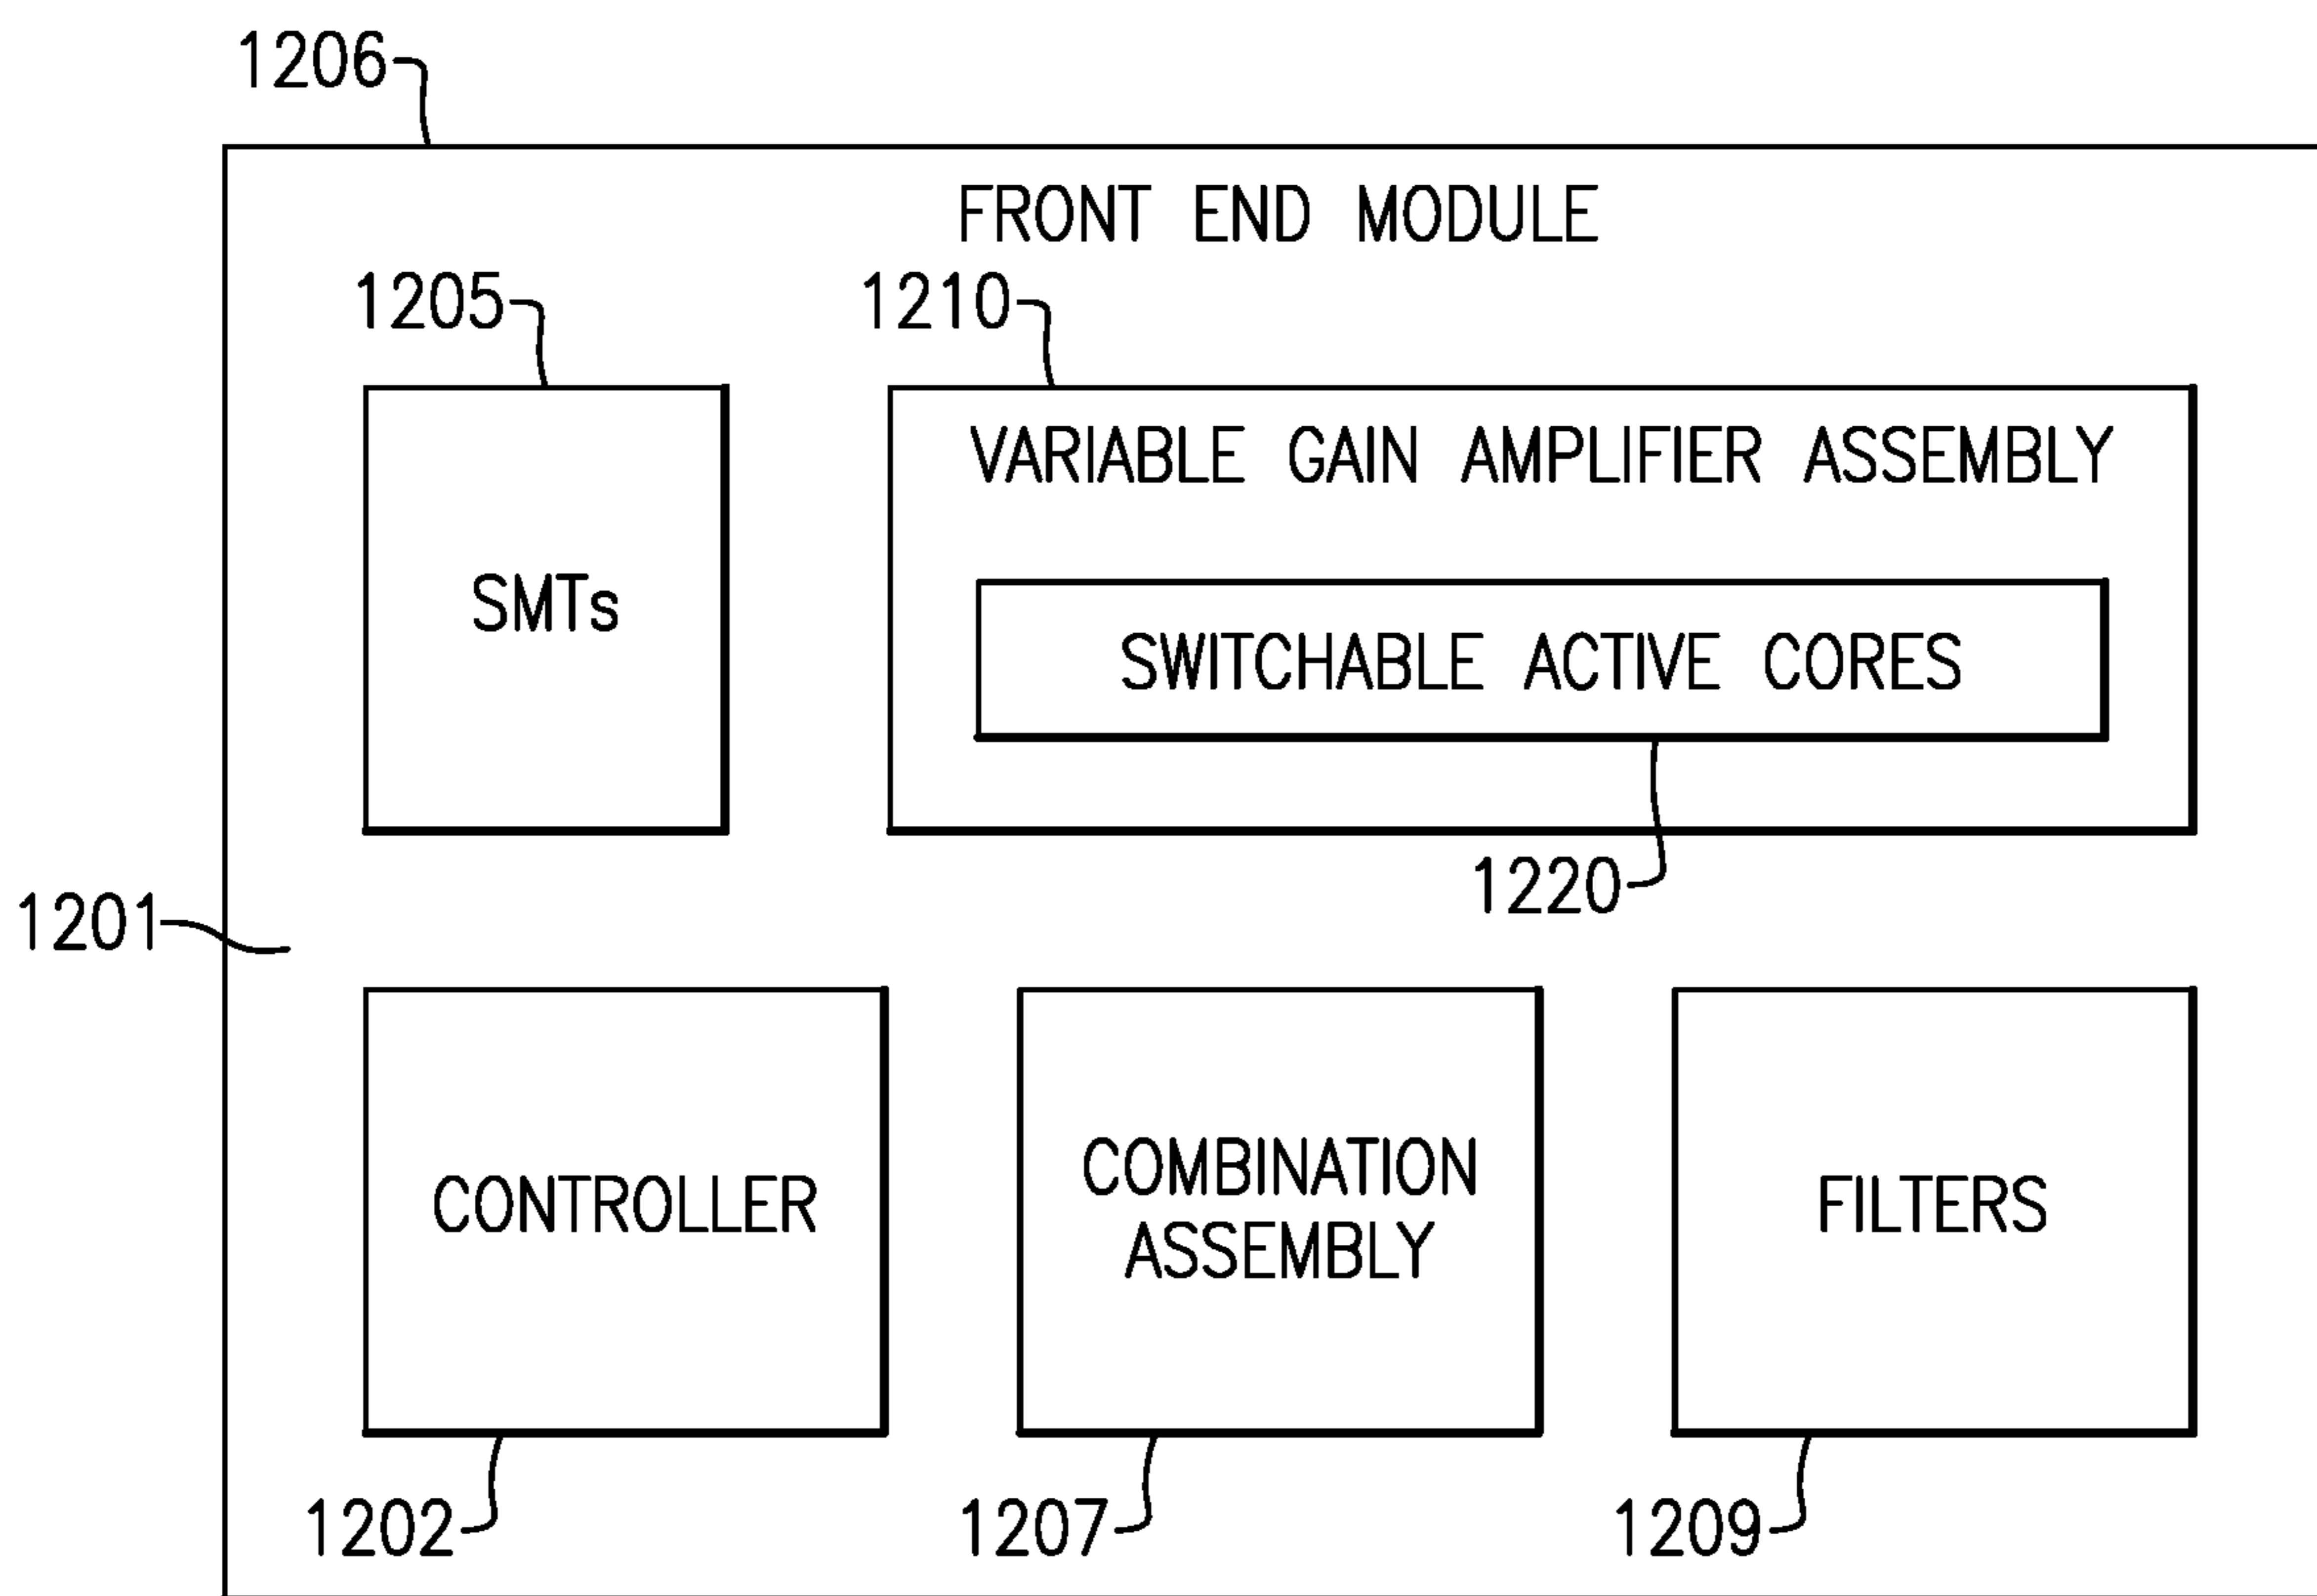 1206
FRONT END MODULE
1205
1210
VARIABLE GAIN AMPLIFIER ASSEMBLY
SMTs
SWITCHABLE ACTIVE CORES
1220
1201
CONTROLLER
COMBINATION
ASSEMBLY
FILTERS
1202
1207
1209